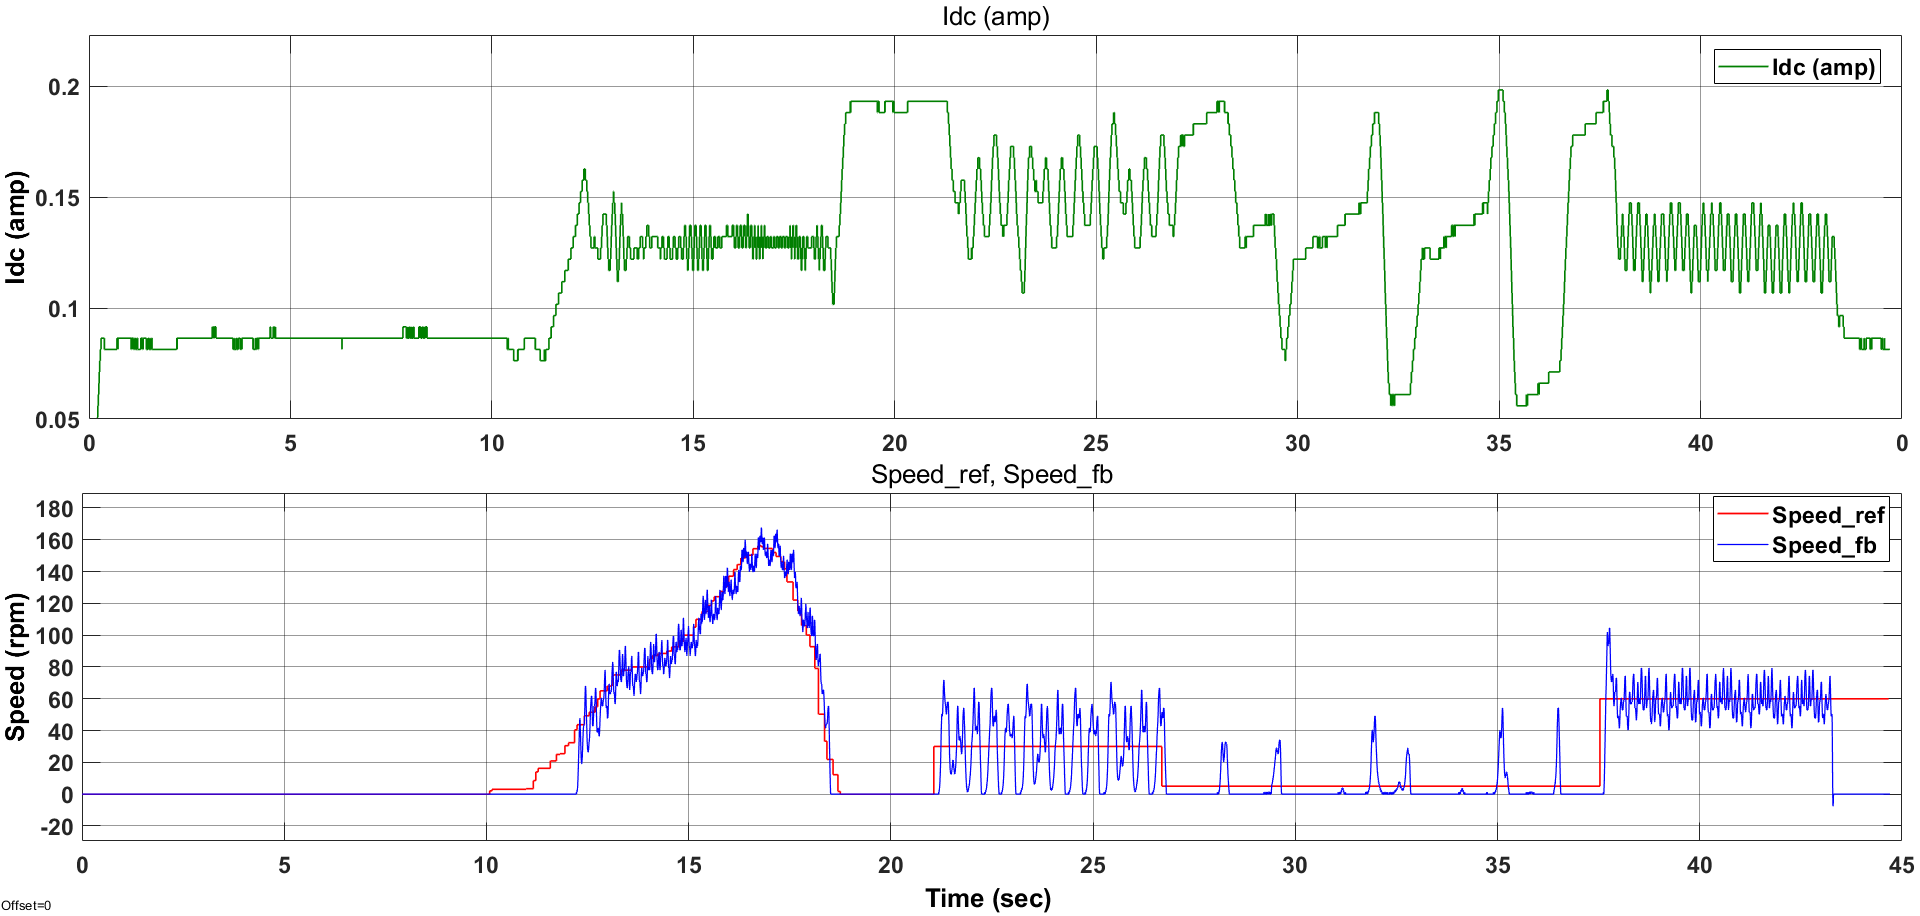 Idc (amp)
Idc (amp)
0.2
0.15
0.1
0.05
Idc (amp)
0 5 10 15 20 25 30 35 40 0
Speed_ref, Speed_fb
Speed_ref
Speed_fb
180
160
140
120
100
80
60
40
20
0
-20
Speed (rpm)
0 5 10 15 20 25 30 35 40 45
Time (sec)
Offset=0